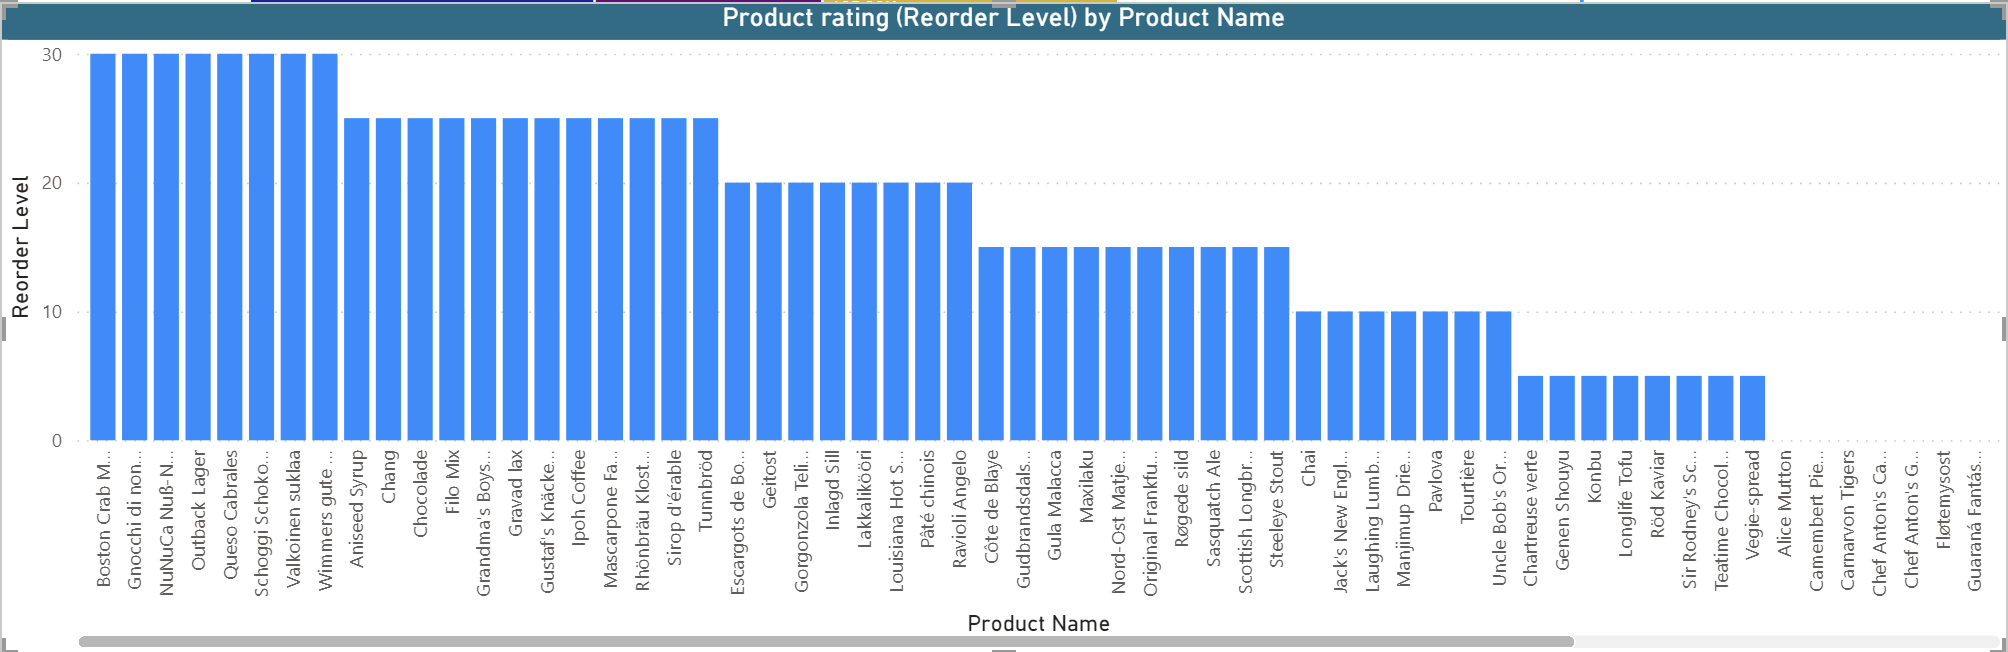 Product rating (Reorder Level) by Product Name
Reorder Level
30
20
10
0
Boston Crab M...
Gnocchi di non...
NuNuCa Nuß-N...
Outback Lager
Queso Cabrales
Schoggi Schoko...
Valkoinen suklaa
Wimmers gute ...
Aniseed Syrup
Chang
Chocolade
Filo Mix
Grandma's Boys...
Gravad lax
Gustaf's Knäcke...
Ipoh Coffee
Mascarpone Fa...
Rhönbräu Klost...
Sirop d'érable
Tunnbröd
Escargots de Bo...
Geitost
Gorgonzola Teli...
Inlagd Sill
Lakkalikööri
Louisiana Hot S...
Pâté chinois
Ravioli Angelo
Côte de Blaye
Gudbrandsdals...
Gula Malacca
Maxilaku
Nord-Ost Matje...
Original Frankfu...
Røgede sild
Sasquatch Ale
Scottish Longbr...
Steeleye Stout
Chai
Jack's New Engl...
Laughing Lumb...
Manjimup Drie...
Pavlova
Tourtière
Uncle Bob's Or...
Chartreuse verte
Genen Shouyu
Konbu
Longlife Tofu
Röd Kaviar
Sir Rodney's Sc...
Teatime Chocol...
Vegie-spread
Alice Mutton
Camembert Pie...
Carnarvon Tigers
Chef Anton's Ca...
Chef Anton's G...
Fløtemysost
Guaraná Fantás...
Product Name